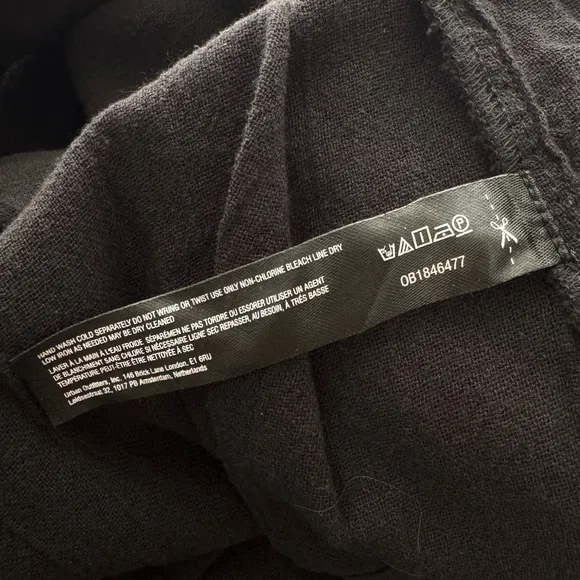 HAND WASH COLD SEPARATELY DO NOT WRING OR TWIST USE ONLY NON-CHLORINE BLEACH LINE DRY
LOW IRON AS NEEDED MAY BE DRY CLEANED
LAVER À LA MAIN À L'EAU FROIDE SÉPARÉMEN NE PAS TORDRE OU ESSORER UTILISER UN AGENT
DE BLANCHIMENT SANS CHLORE SI NÉCESSAIRE LIGNE SEC REPASSER, AU BESOIN, À TRÈS BASSE
TEMPÉRATURE PEUT-ÊTRE ÊTRE NETTOYÉE À SEC
Urban Outfitters, Inc. 146 Brick Lane London, E1 6RU
Leidsestraat 32, 1017 PB Amsterdam, Netherlands
P
OB1846477